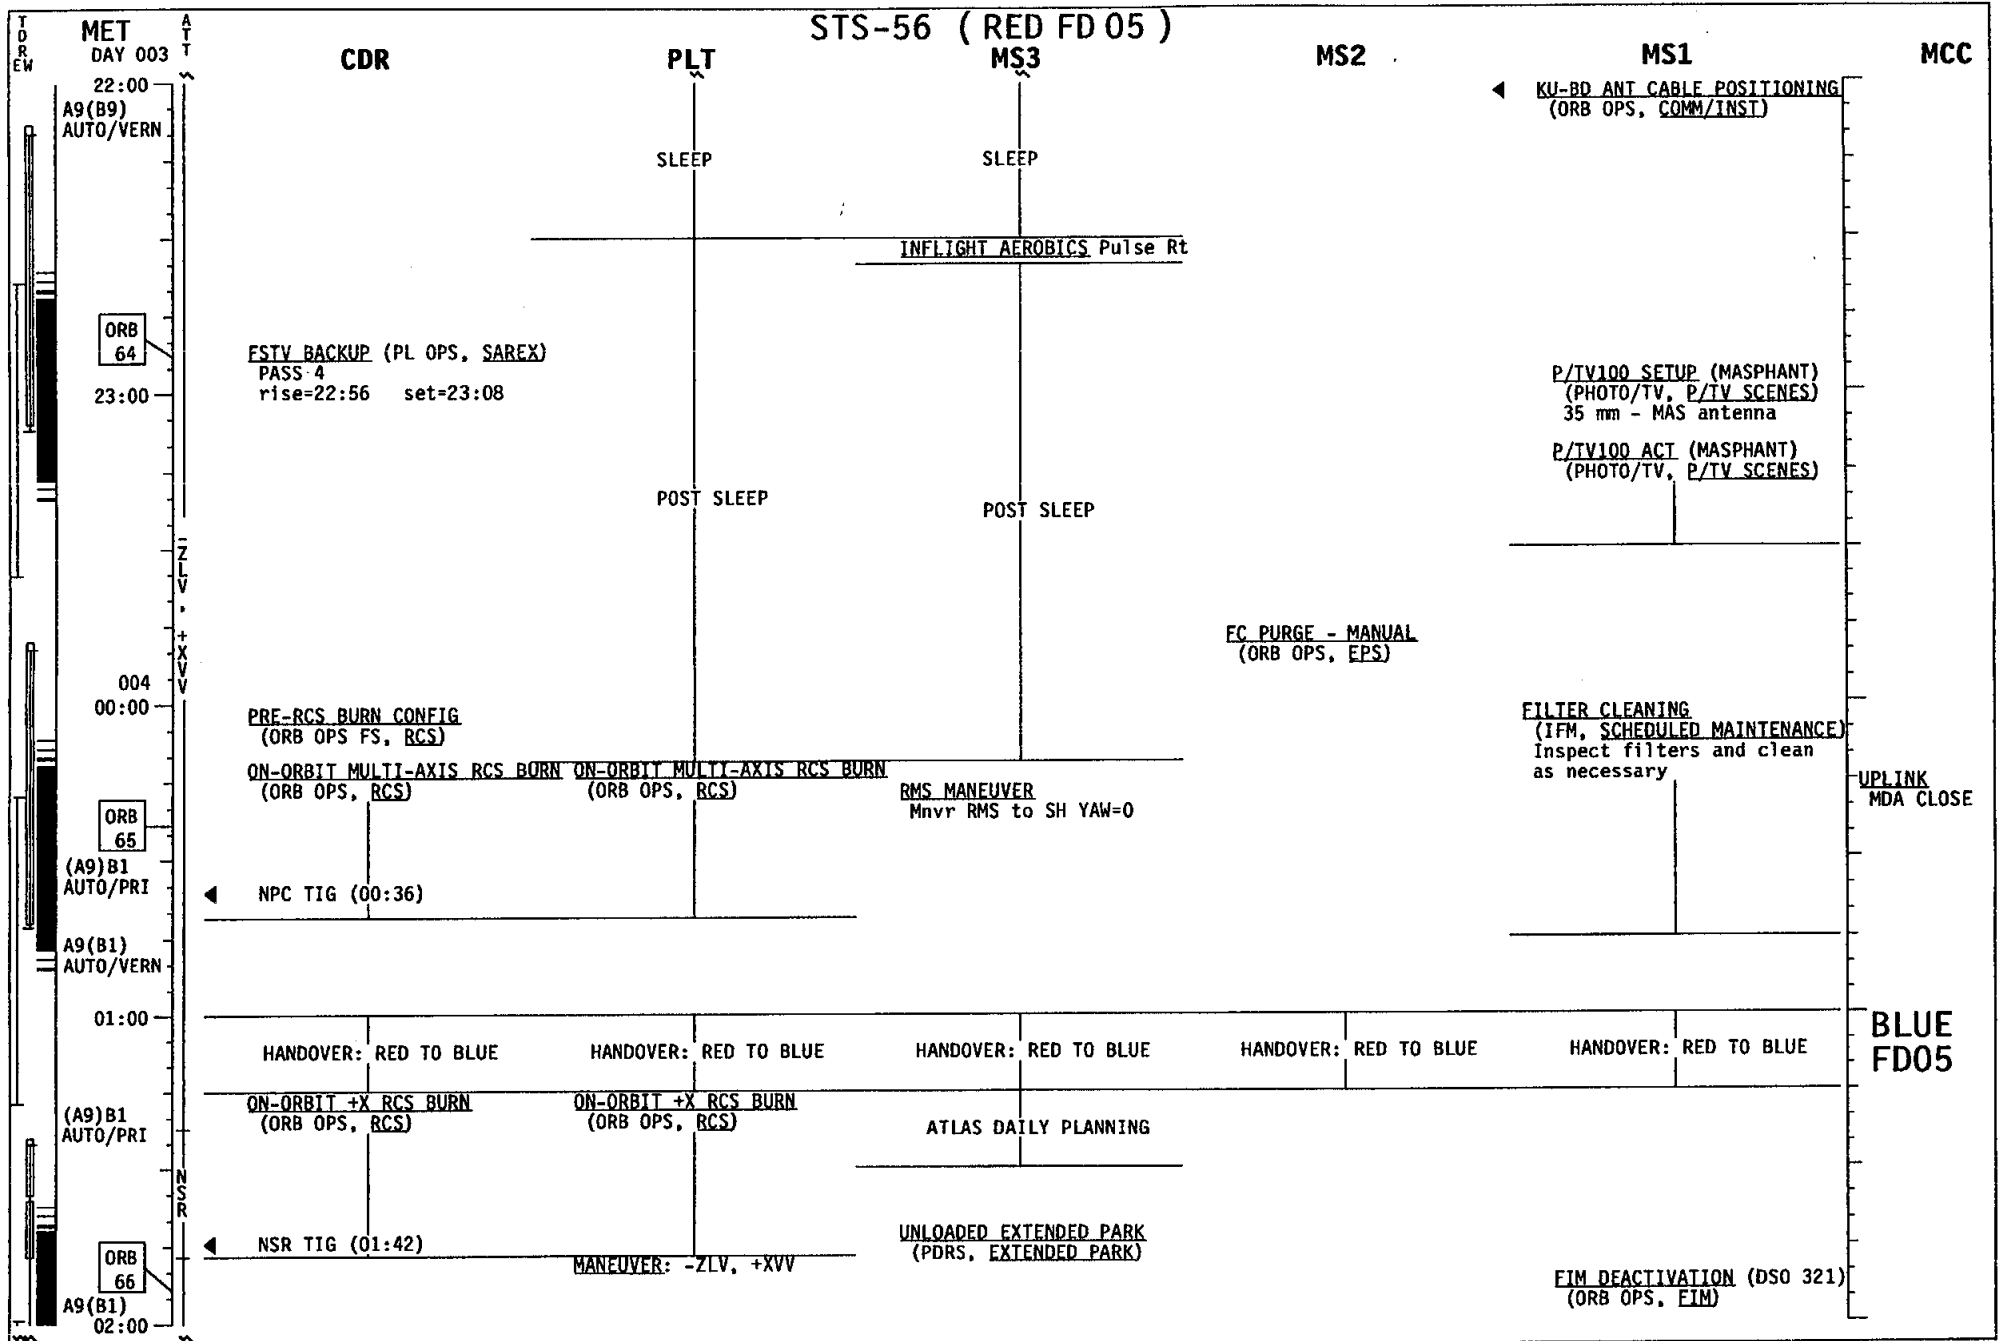 STS-56 ( RED FD 05 )
TDREW
MET
DAY 003
ATT
CDR
PLT
MS3
MS2
MS1
MCC
22:00
A9(B9)
AUTO/VERN
◀ KU-BD ANT CABLE POSITIONING
(ORB OPS, COMM/INST)
SLEEP
SLEEP
INFLIGHT AEROBICS Pulse Rt
ORB
64
FSTV BACKUP (PL OPS, SAREX)
PASS 4
rise=22:56 set=23:08
23:00
P/TV100 SETUP (MASPHANT)
(PHOTO/TV, P/TV SCENES)
35 mm - MAS antenna
P/TV100 ACT (MASPHANT)
(PHOTO/TV, P/TV SCENES)
POST SLEEP
POST SLEEP
-ZLV, +XVV
FC PURGE - MANUAL
(ORB OPS, EPS)
004
00:00
PRE-RCS BURN CONFIG
(ORB OPS FS, RCS)
FILTER CLEANING
(IFM, SCHEDULED MAINTENANCE)
Inspect filters and clean
as necessary
ON-ORBIT MULTI-AXIS RCS BURN
(ORB OPS, RCS)
ON-ORBIT MULTI-AXIS RCS BURN
(ORB OPS, RCS)
RMS MANEUVER
Mnvr RMS to SH YAW=0
UPLINK
MDA CLOSE
ORB
65
(A9)B1
AUTO/PRI
◀ NPC TIG (00:36)
A9(B1)
AUTO/VERN
01:00
HANDOVER: RED TO BLUE
HANDOVER: RED TO BLUE
HANDOVER: RED TO BLUE
HANDOVER: RED TO BLUE
HANDOVER: RED TO BLUE
BLUE
FD05
(A9)B1
AUTO/PRI
ON-ORBIT +X RCS BURN
(ORB OPS, RCS)
ON-ORBIT +X RCS BURN
(ORB OPS, RCS)
ATLAS DAILY PLANNING
NSR
◀ NSR TIG (01:42)
MANEUVER: -ZLV, +XVV
UNLOADED EXTENDED PARK
(PDRS, EXTENDED PARK)
ORB
66
FIM DEACTIVATION (DSO 321)
(ORB OPS, FIM)
A9(B1)
02:00